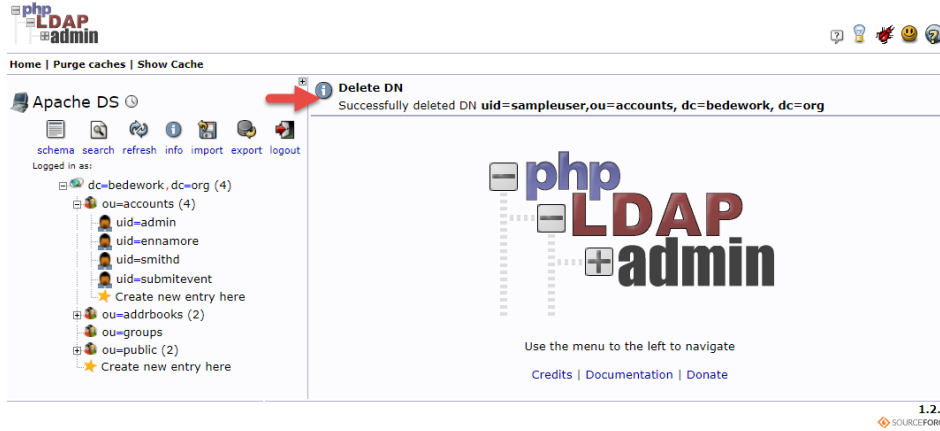 php
LDAP
admin
Home | Purge caches | Show Cache
Apache DS
schema search refresh info import export logout
Logged in as:
dc=bedework,dc=org (4)
ou=accounts (4)
uid=admin
uid=ennamore
uid=smithd
uid=submitevent
Create new entry here
ou=addrbooks (2)
ou=groups
ou=public (2)
Create new entry here
Delete DN
Successfully deleted DN uid=sampleuser,ou=accounts, dc=bedework, dc=org
php
LDAP
admin
Use the menu to the left to navigate
Credits | Documentation | Donate
1.2.
SOURCEFOR